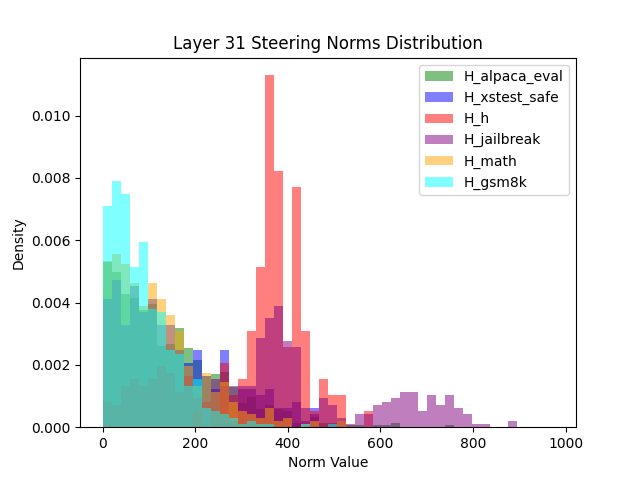 Layer 31 Steering Norms Distribution
H_alpaca_eval
H_xstest_safe
H_h
H_jailbreak
H_math
H_gsm8k
0.010
0.008
0.006
0.004
0.002
0.000
Density
0 200 400 600 800 1000
Norm Value